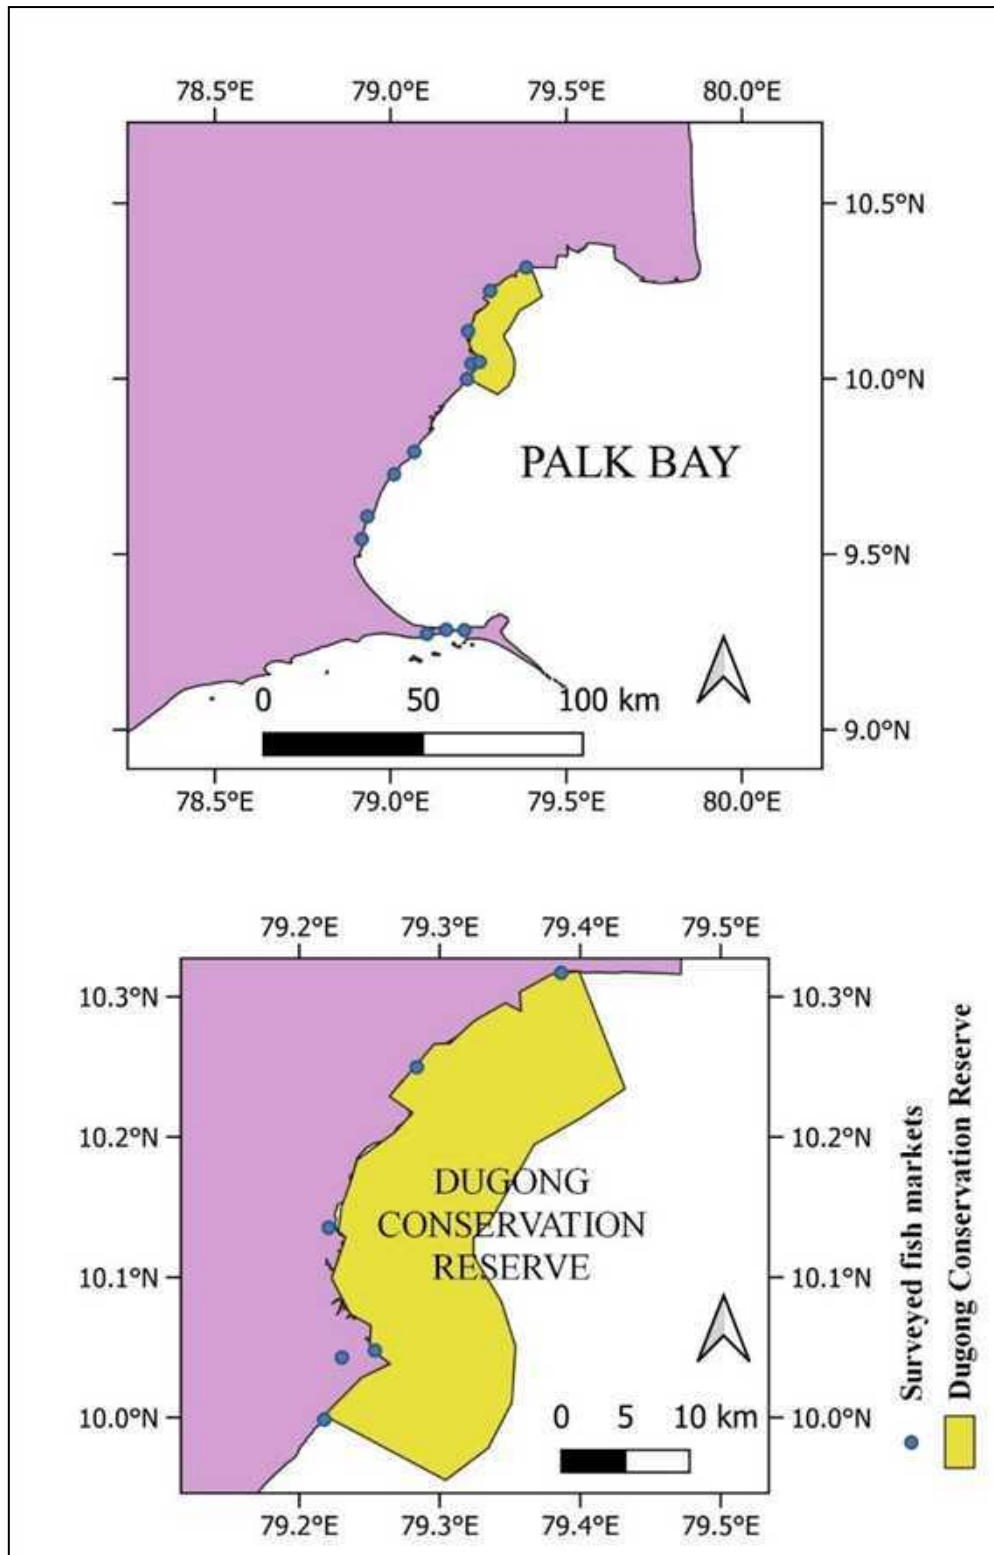 78.5°E 79.0°E 79.5°E 80.0°E
10.5°N
10.0°N
PALK BAY
9.5°N
0 50 100 km
9.0°N
78.5°E 79.0°E 79.5°E 80.0°E
79.2°E 79.3°E 79.4°E 79.5°E
10.3°N 10.3°N
10.2°N 10.2°N
DUGONG
CONSERVATION
RESERVE
10.1°N 10.1°N
0 5 10 km
10.0°N 10.0°N
79.2°E 79.3°E 79.4°E 79.5°E
Surveyed fish markets
Dugong Conservation Reserve